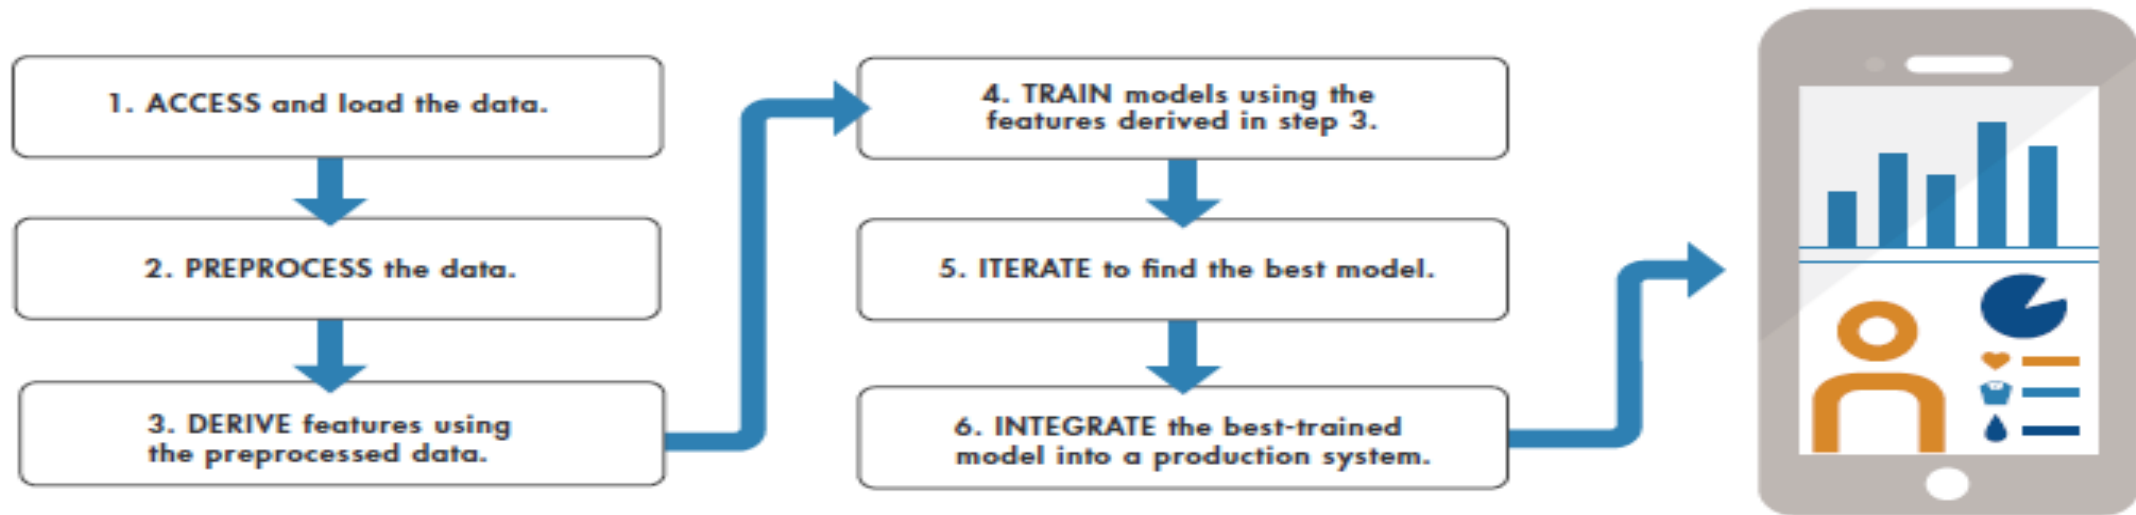 1. ACCESS and load the data.
2. PREPROCESS the data.
3. DERIVE features using
the preprocessed data.
4. TRAIN models using the
features derived in step 3.
5. ITERATE to find the best model.
6. INTEGRATE the best-trained
model into a production system.